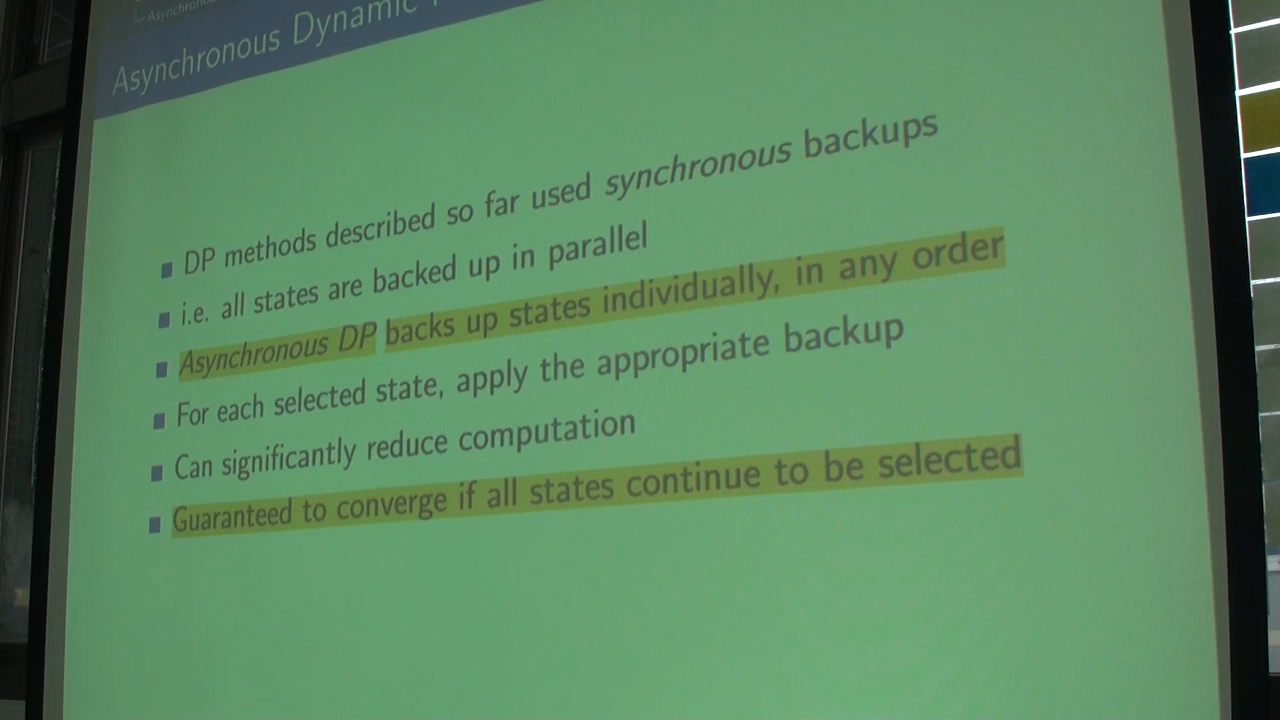 Asynchronous
Asynchronous Dynamic
DP methods described so far used synchronous backups
i.e. all states are backed up in parallel
Asynchronous DP backs up states individually, in any order
For each selected state, apply the appropriate backup
Can significantly reduce computation
Guaranteed to converge if all states continue to be selected